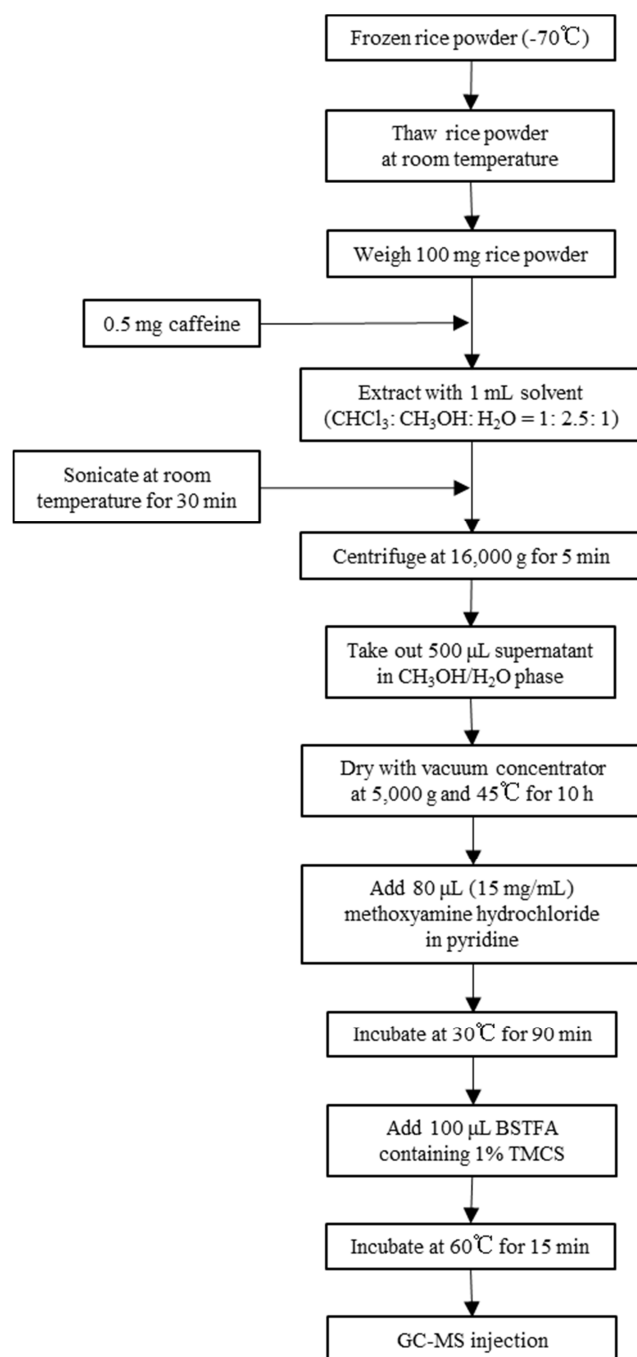 Frozen rice powder (-70℃)
Thaw rice powder
at room temperature
Weigh 100 mg rice powder
0.5 mg caffeine
Extract with 1 mL solvent
(CHCl₃: CH₃OH: H₂O = 1: 2.5: 1)
Sonicate at room
temperature for 30 min
Centrifuge at 16,000 g for 5 min
Take out 500 μL supernatant
in CH₃OH/H₂O phase
Dry with vacuum concentrator
at 5,000 g and 45℃ for 10 h
Add 80 μL (15 mg/mL)
methoxyamine hydrochloride
in pyridine
Incubate at 30℃ for 90 min
Add 100 μL BSTFA
containing 1% TMCS
Incubate at 60℃ for 15 min
GC-MS injection